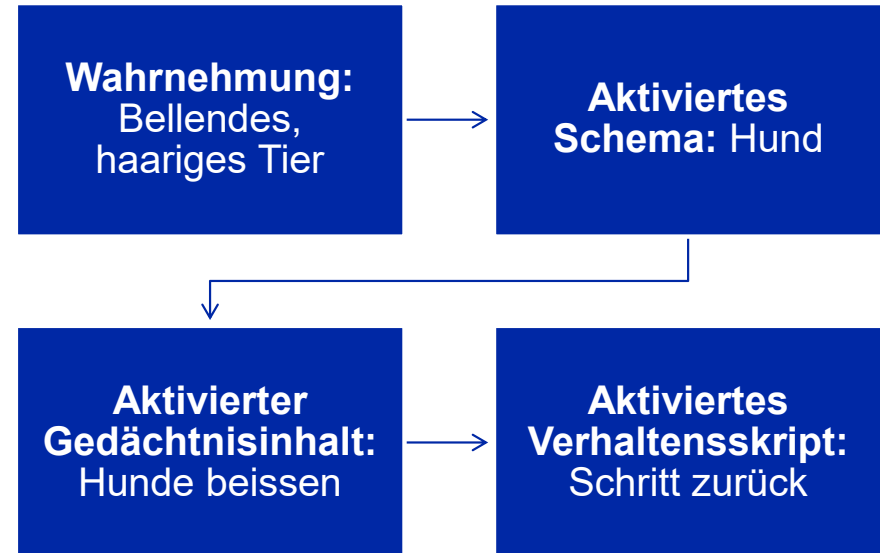 Wahrnehmung:
Bellendes,
haariges Tier
Aktiviertes
Schema: Hund
Aktivierter
Gedächtnisinhalt:
Hunde beissen
Aktiviertes
Verhaltensskript:
Schritt zurück